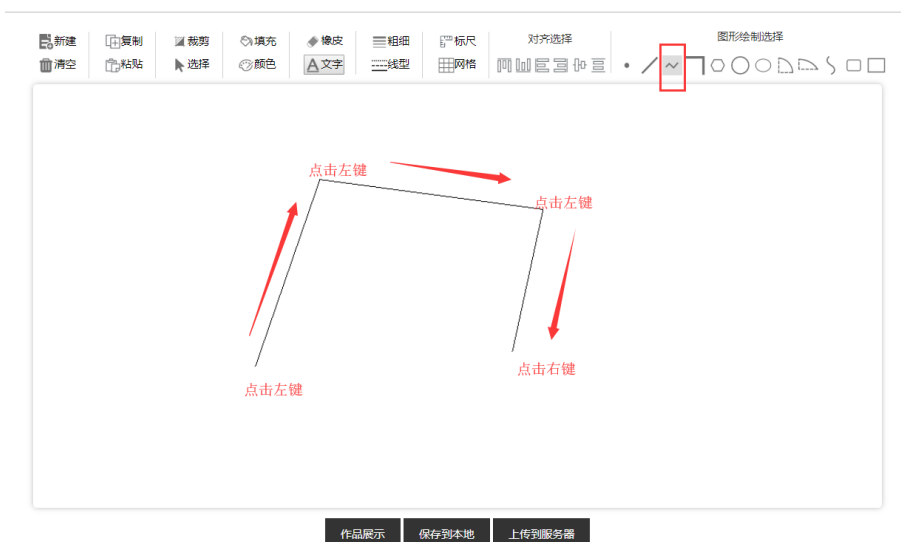 新建 复制 裁剪 填充 橡皮 粗细 标尺 对齐选择 图形绘制选择
清空 粘贴 选择 颜色 A文字 线型 网格
点击左键
点击左键
点击右键
点击左键
作品展示 保存到本地 上传到服务器